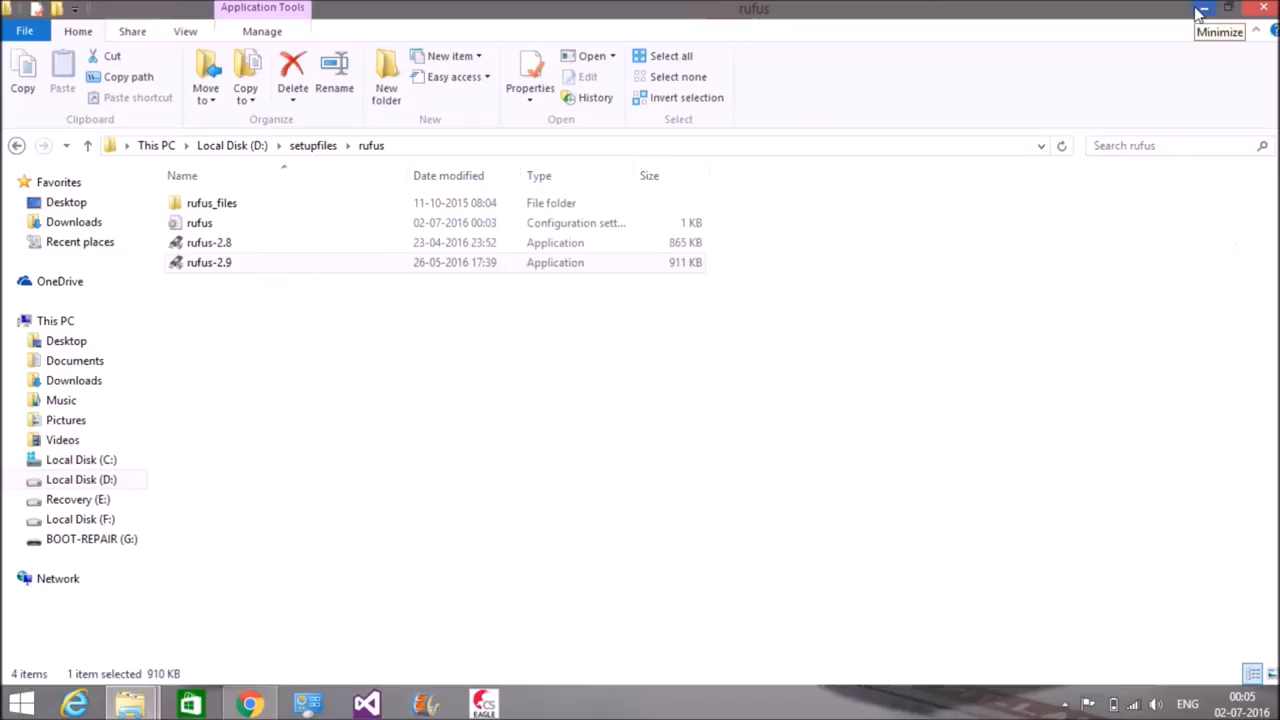 Application Tools
rufus
File
Home
Share
View
Manage
Minimize
Copy
Paste
Cut
Copy path
Paste shortcut
Clipboard
Move to
Copy to
Delete
Rename
Organize
New folder
New item
Easy access
New
Properties
Open
Edit
History
Open
Select all
Select none
Invert selection
Select
This PC
Local Disk (D:)
setupfiles
rufus
Search rufus
Name Date modified Type Size
rufus_files 11-10-2015 08:04 File folder
rufus 02-07-2016 00:03 Configuration sett... 1 KB
rufus-2.8 23-04-2016 23:52 Application 865 KB
rufus-2.9 26-05-2016 17:39 Application 911 KB
Favorites
Desktop
Downloads
Recent places
OneDrive
This PC
Desktop
Documents
Downloads
Music
Pictures
Videos
Local Disk (C:)
Local Disk (D:)
Recovery (E:)
Local Disk (F:)
BOOT-REPAIR (G:)
Network
4 items 1 item selected 910 KB
CS
EAGLE
ENG
00:05
02-07-2016